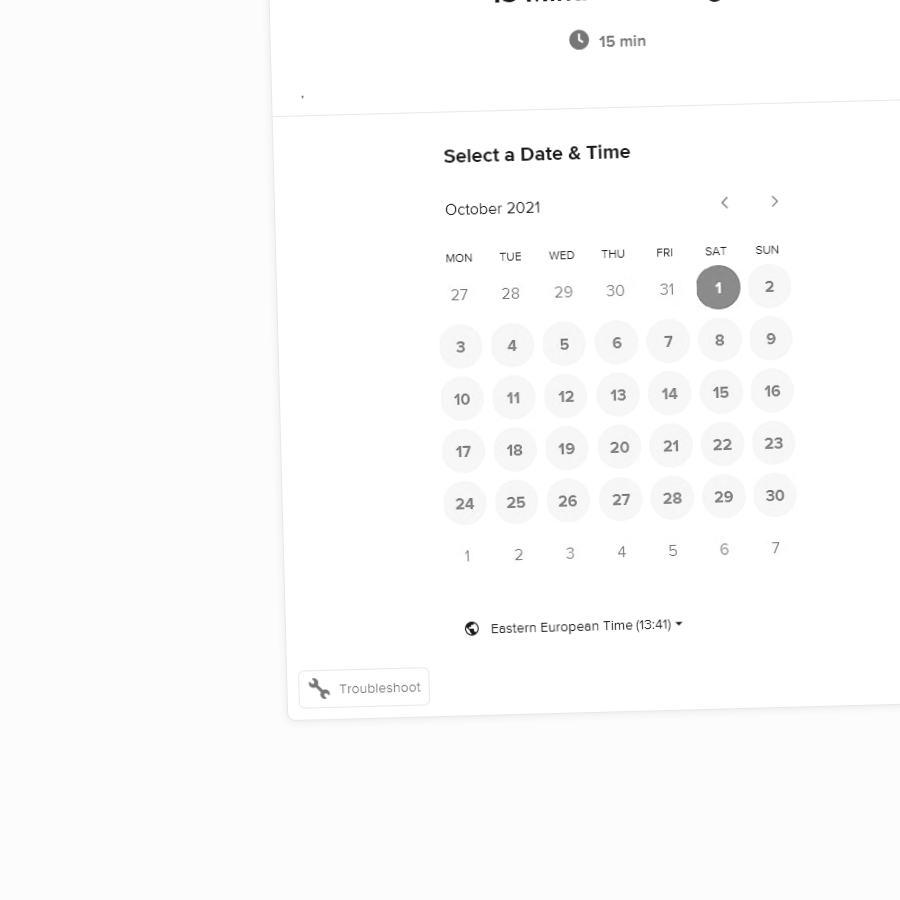 15 min
Select a Date & Time
October 2021
MON TUE WED THU FRI SAT SUN
27 28 29 30 31 1 2
3 4 5 6 7 8 9
10 11 12 13 14 15 16
17 18 19 20 21 22 23
24 25 26 27 28 29 30
1 2 3 4 5 6 7
Eastern European Time (13:41)
Troubleshoot